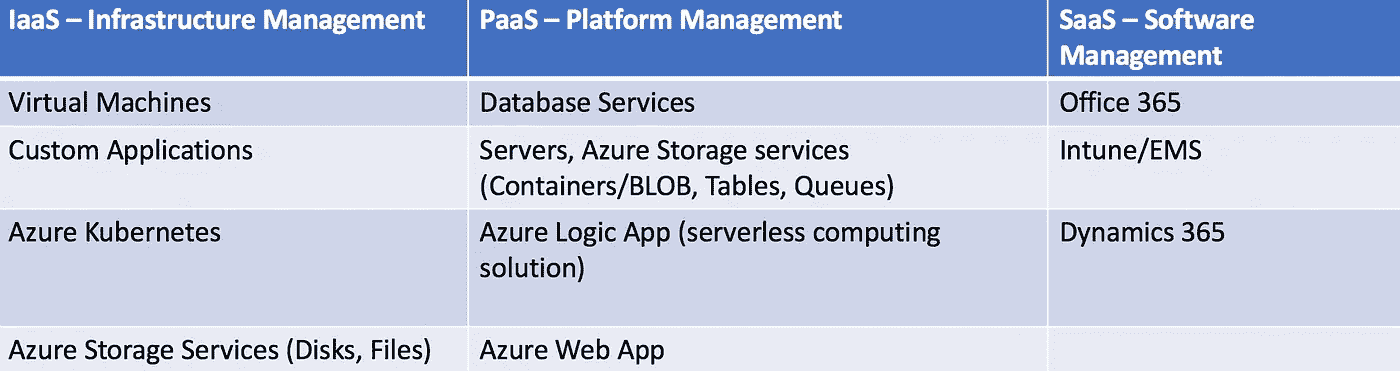 IaaS – Infrastructure Management
PaaS – Platform Management
SaaS – Software
Management
Virtual Machines
Database Services
Office 365
Custom Applications
Servers, Azure Storage services
(Containers/BLOB, Tables, Queues)
Intune/EMS
Azure Kubernetes
Azure Logic App (serverless computing
solution)
Dynamics 365
Azure Storage Services (Disks, Files)
Azure Web App